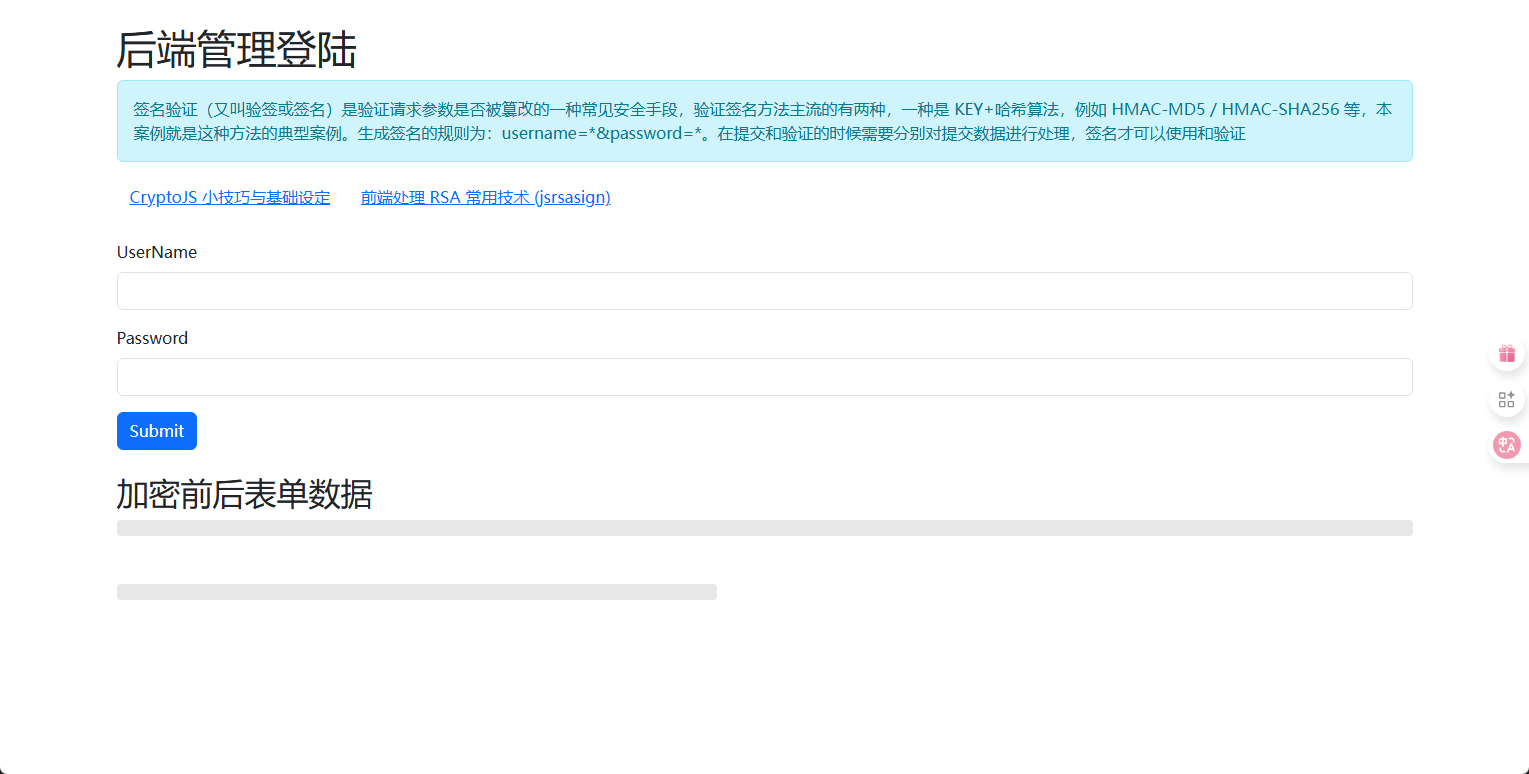 后端管理登陆
签名验证（又叫验签或签名）是验证请求参数是否被篡改的一种常见安全手段，验证签名方法主流的有两种，一种是 KEY+哈希算法，例如 HMAC-MD5 / HMAC-SHA256 等，本
案例就是这种方法的典型案例。生成签名的规则为：username=*&password=*。在提交和验证的时候需要分别对提交数据进行处理，签名才可以使用和验证
CryptoJS 小技巧与基础设定 前端处理 RSA 常用技术 (jsrsasign)
UserName
Password
Submit
加密前后表单数据
中A